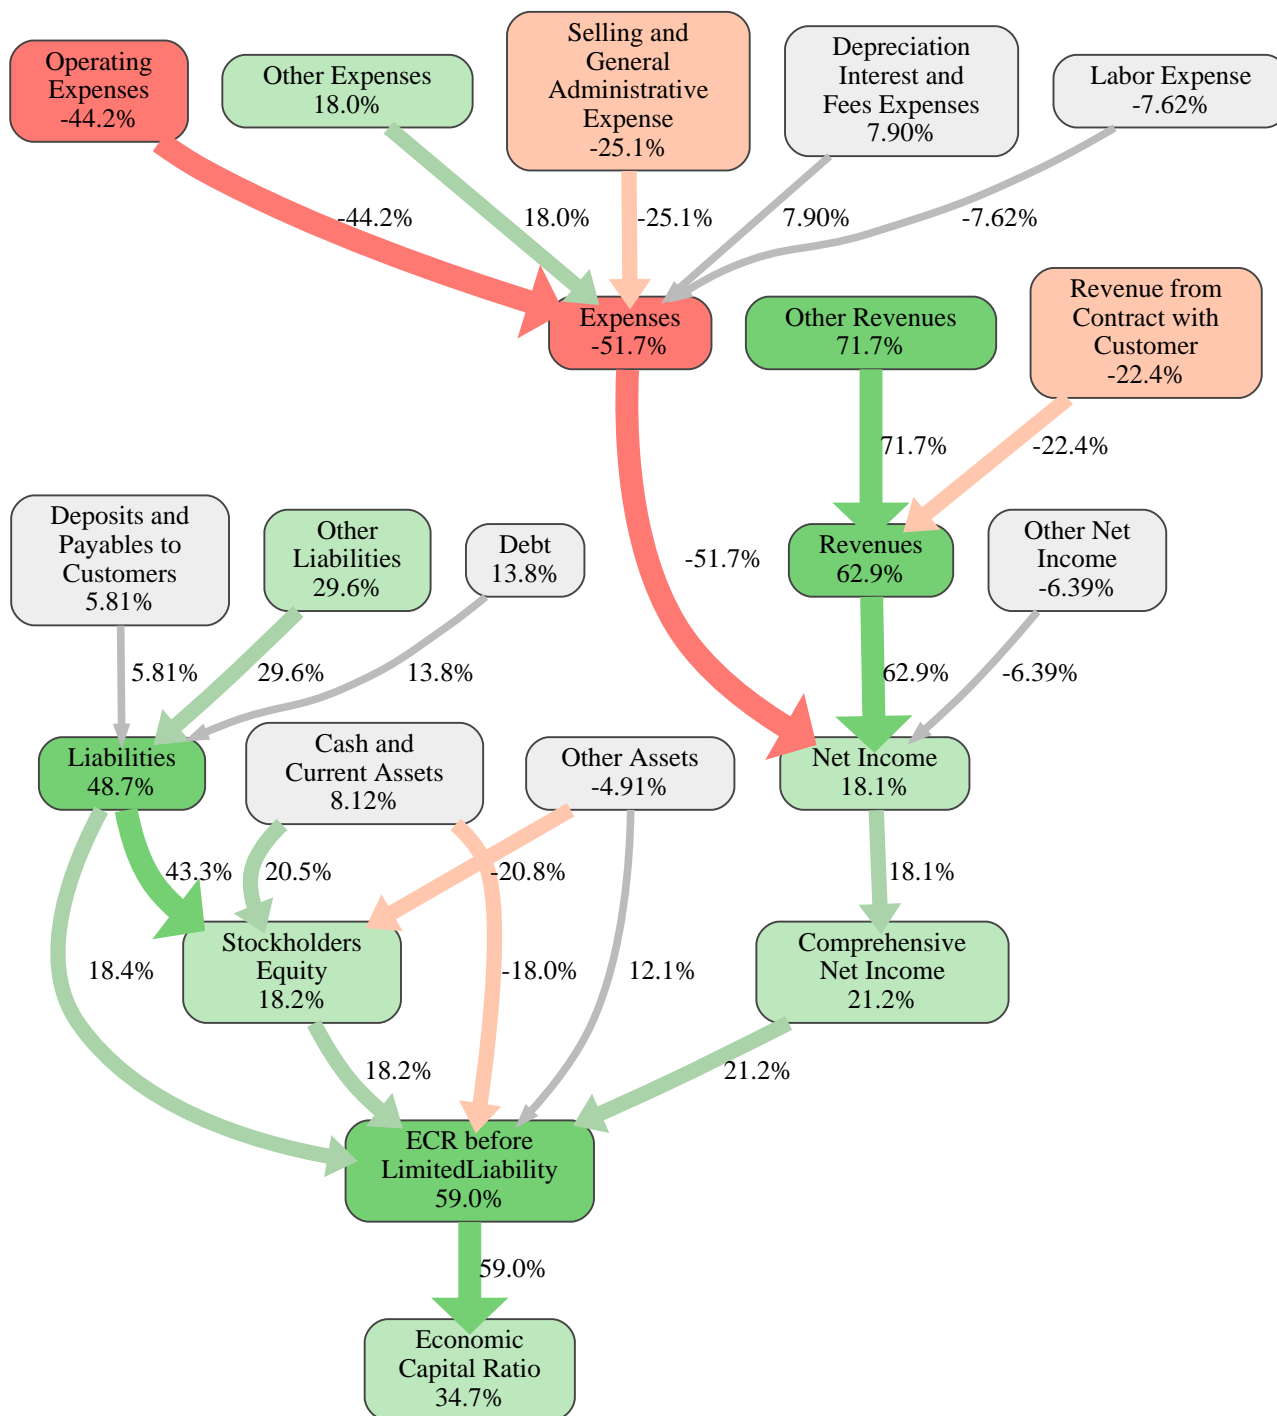 Operating
Expenses
-44.2%
Other Expenses
18.0%
Selling and
General
Administrative
Expense
-25.1%
Depreciation
Interest and
Fees Expenses
7.90%
Labor Expense
-7.62%
-44.2%
18.0%
-25.1%
7.90%
-7.62%
Expenses
-51.7%
Other Revenues
71.7%
Revenue from
Contract with
Customer
-22.4%
71.7%
-22.4%
Deposits and
Payables to
Customers
5.81%
Other
Liabilities
29.6%
Debt
13.8%
-51.7%
Revenues
62.9%
Other Net
Income
-6.39%
5.81%
29.6%
13.8%
62.9%
-6.39%
Liabilities
48.7%
Cash and
Current Assets
8.12%
Other Assets
-4.91%
Net Income
18.1%
43.3%
20.5%
-20.8%
18.1%
18.4%
Stockholders
Equity
18.2%
-18.0%
12.1%
Comprehensive
Net Income
21.2%
18.2%
21.2%
ECR before
LimitedLiability
59.0%
59.0%
Economic
Capital Ratio
34.7%